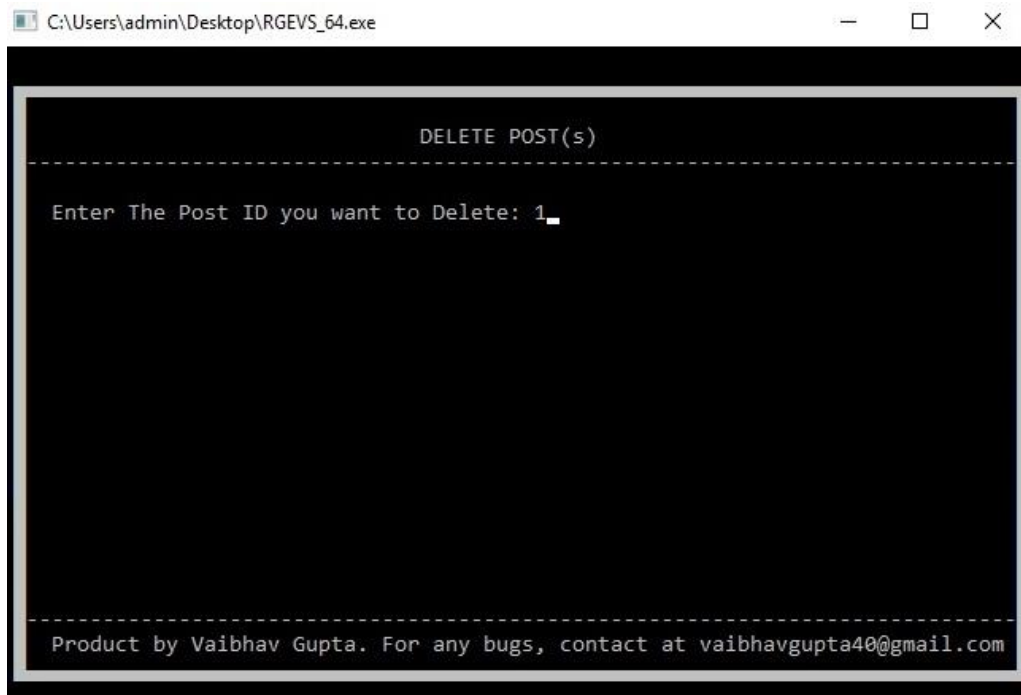 C:\Users\admin\Desktop\RGEVS_64.exe
DELETE POST(s)
Enter The Post ID you want to Delete: 1
Product by Vaibhav Gupta. For any bugs, contact at vaibhavgupta40@gmail.com